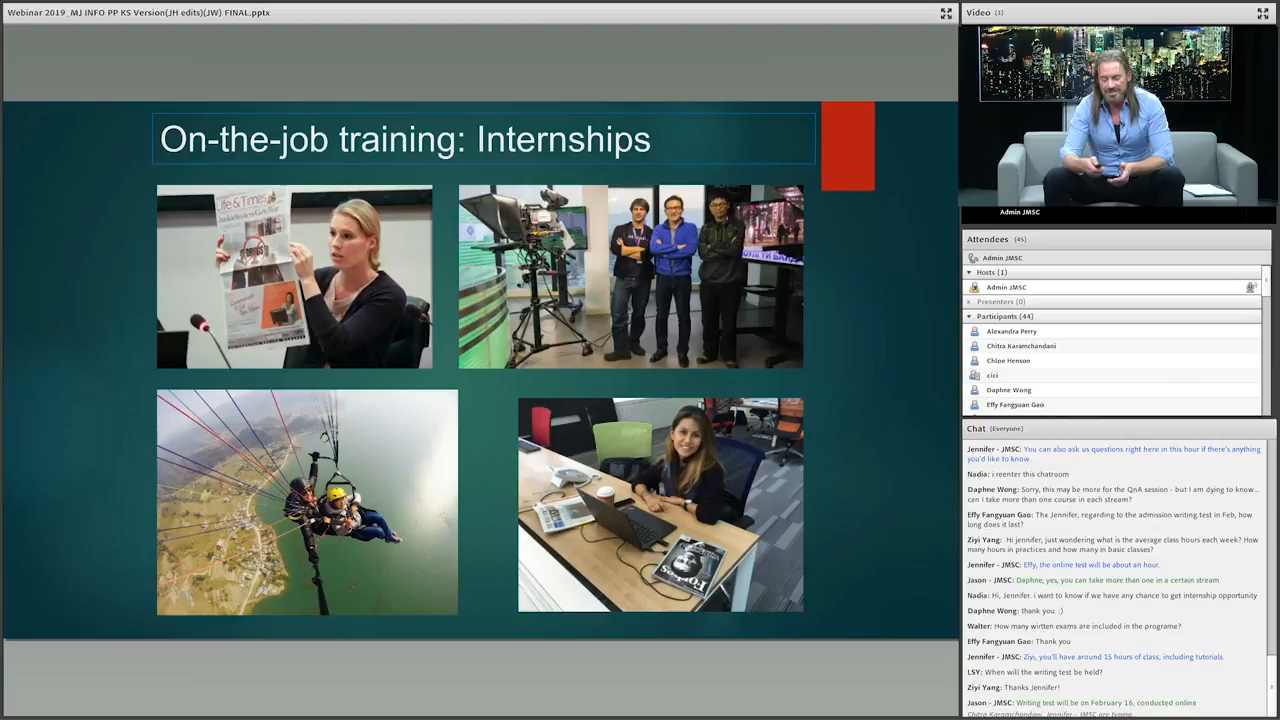 Webinar 2019 _MJ INFO PP KS Version(JH edits)(JW) FINAL.pptx
On-the-job training: Internships
Life & Times
Forbes
Video (1)
Admin JMSC
Attendees (45)
Admin JMSC
Hosts (1)
Admin JMSC
Presenters (0)
Participants (44)
Alexandra Perry
Chitra Karamchandani
Chloe Henson
cici
Daphne Wong
Effy Fangyuan Gao
Chat (Everyone)
Jennifer - JMSC: You can also ask us questions right here in this hour if there's anything
you'd like to know.
Nadia: i reenter this chatroom
Daphne Wong: Sorry, this may be more for the QnA session - but I am dying to know...
can I take more than one course in each stream?
Effy Fangyuan Gao: Thx Jennifer, regarding to the admission writing test in Feb, how
long does it last?
Ziyi Yang: Hi jennifer, just wondering what is the average class hours each week? How
many hours in practices and how many in basic classes?
Jennifer - JMSC: Effy, the online test will be about an hour.
Jason - JMSC: Daphne, yes, you can take more than one in a certain stream
Nadia: Hi, Jennifer. i want to know if we have any chance to get internship opportunity
Daphne Wong: thank you. :)
Walter: How many wirtten exams are included in the programe?
Effy Fangyuan Gao: Thank you
Jennifer - JMSC: Ziyi, you'll have around 15 hours of class, including tutorials.
LSY: When will the writing test be held?
Ziyi Yang: Thanks Jennifer!
Jason - JMSC: Writing test will be on February 16, conducted online
Chitra Karamchandani, Jennifer - JMSC are typing